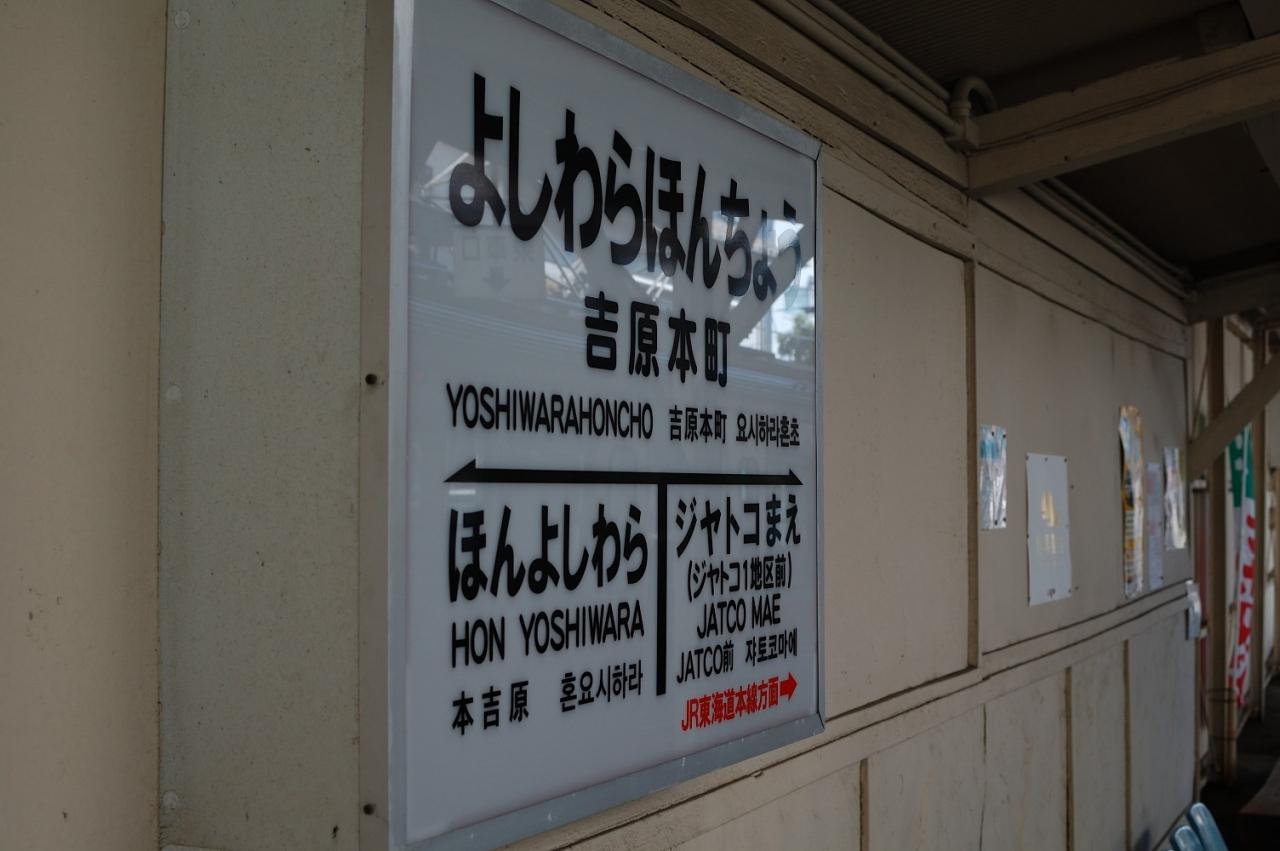 よしわらほんちょう
吉原本町
YOSHIWARAHONCHO 吉原本町 요시하라혼초
ほんよしわら
HON YOSHIWARA
本吉原 혼요시하라
ジヤトコまえ
(ジヤトコ1地区前)
JATCO MAE
JATCO前 쟈토코마에
JR東海道本線方面→